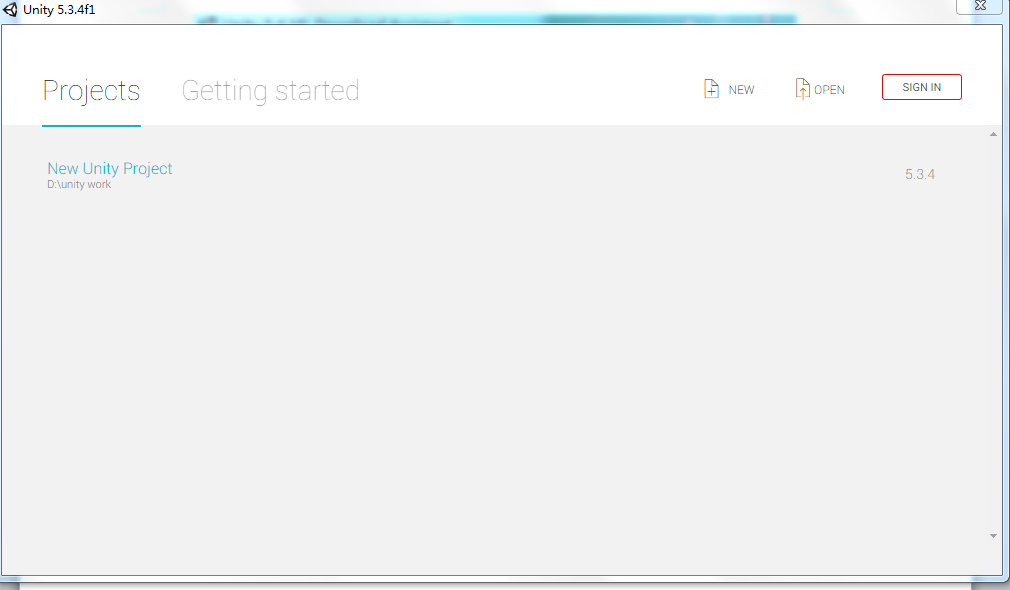 Unity 5.3.4f1
Projects Getting started NEW OPEN SIGN IN
New Unity Project 5.3.4
D:\unity work